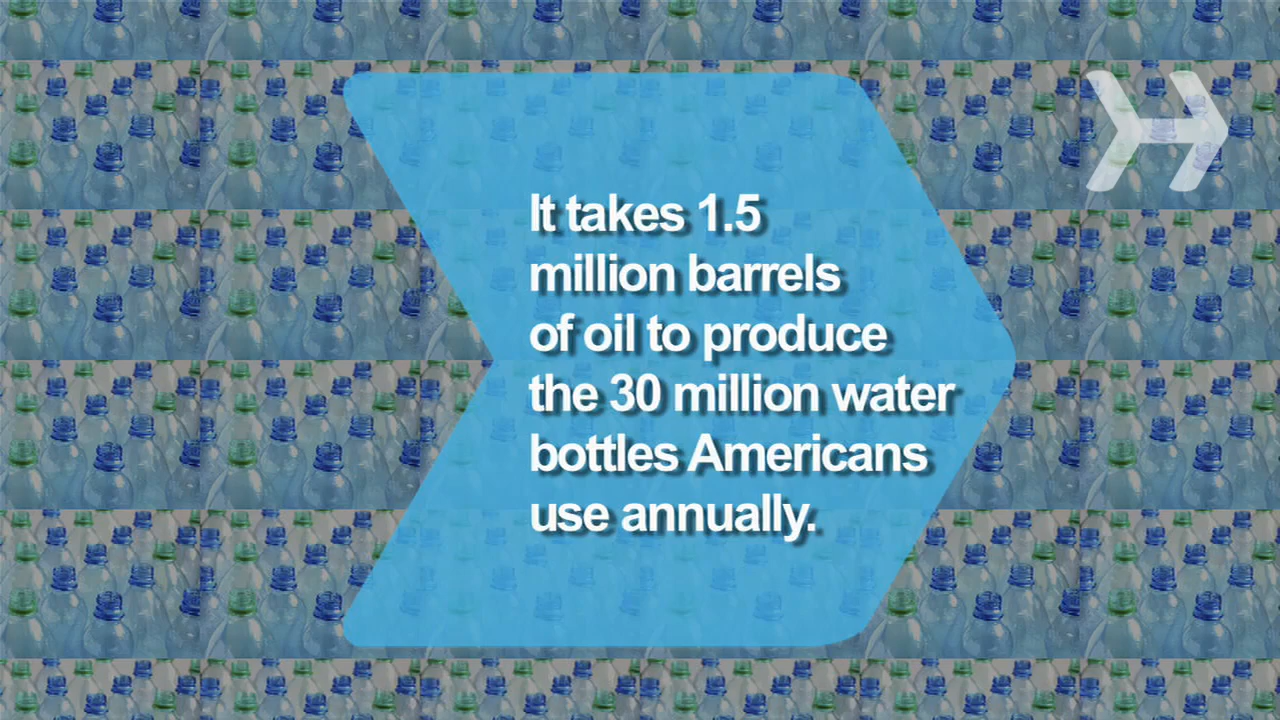 It takes 1.5
million barrels
of oil to produce
the 30 million water
bottles Americans
use annually.